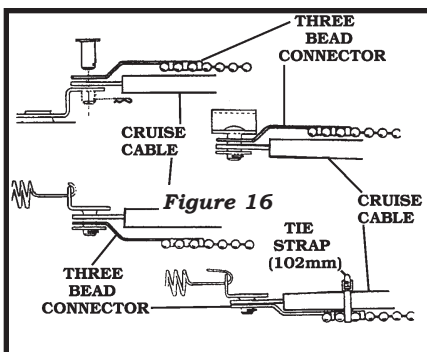 THREE
BEAD
CONNECTOR
CRUISE
CABLE
Figure 16
CRUISE
CABLE
TIE
STRAP
(102mm)
THREE
BEAD
CONNECTOR